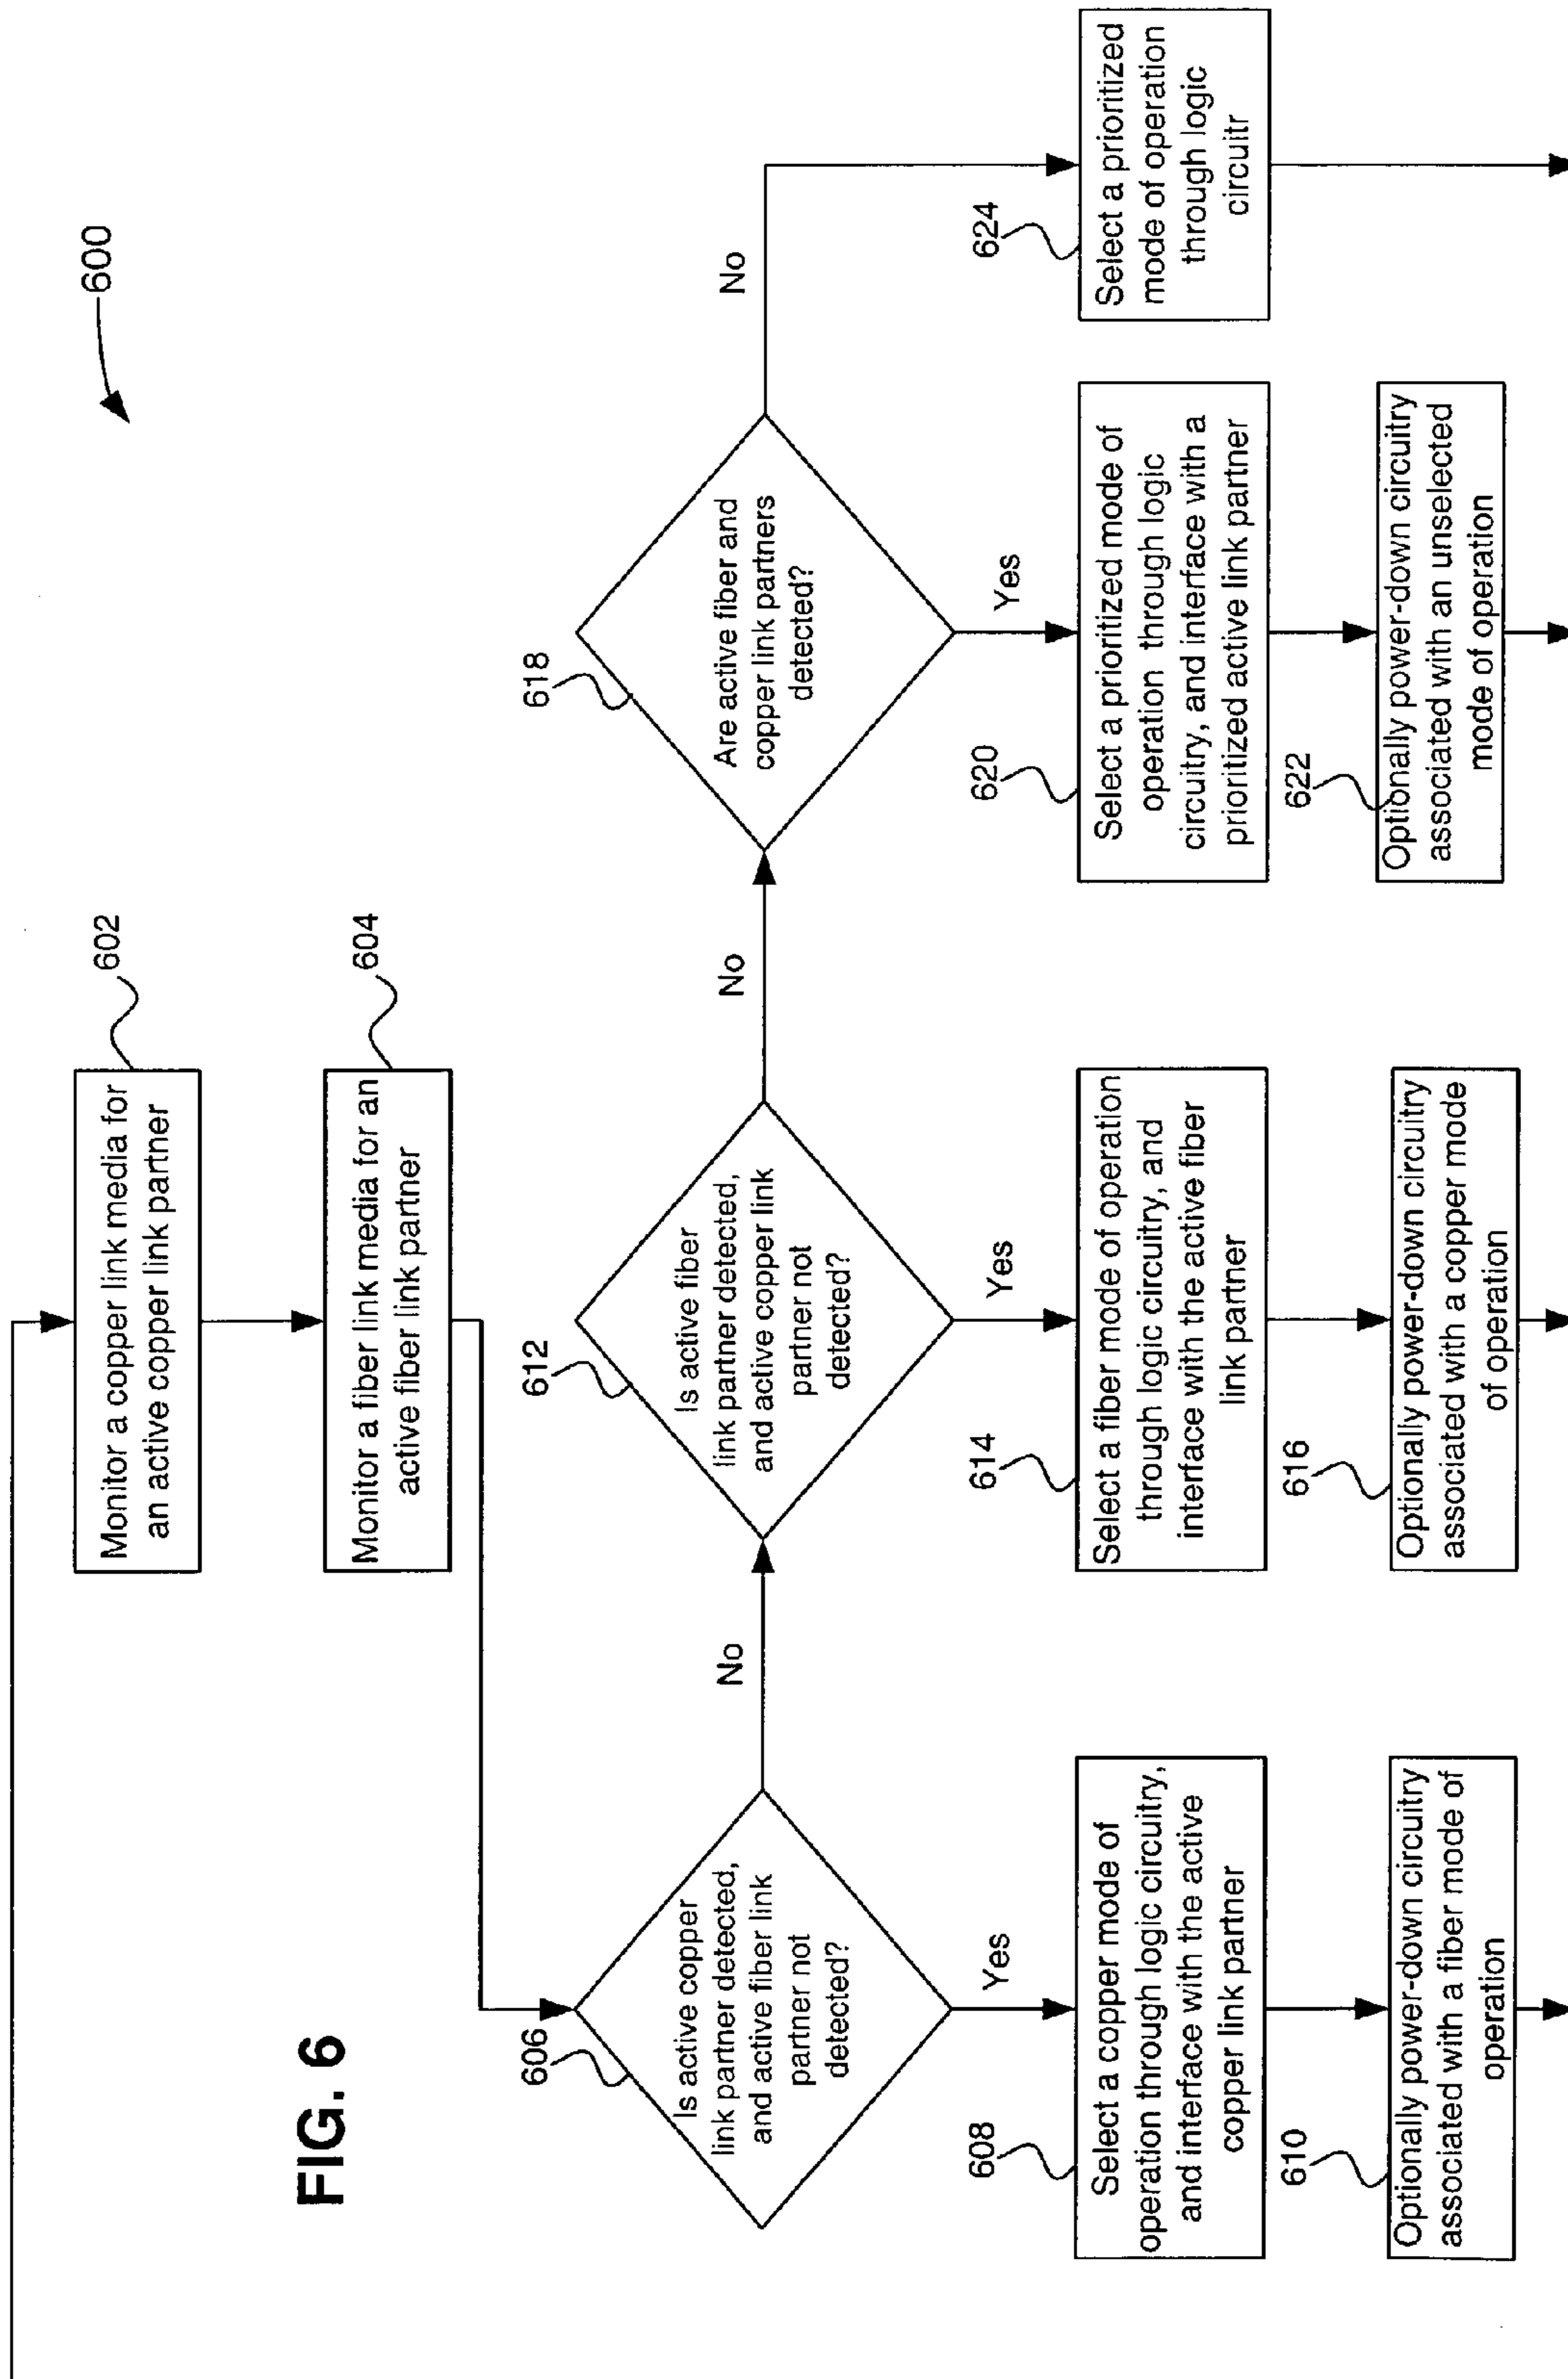 FIG. 6
600
602
Monitor a copper link media for
an active copper link partner
604
Monitor a fiber link media for an
active fiber link partner
606
Is active copper
link partner detected,
and active fiber link
partner not
detected?
No
Yes
608
Select a copper mode of
operation through logic circuitry,
and interface with the active
copper link partner
610
Optionally power-down circuitry
associated with a fiber mode of
operation
612
Is active fiber
link partner detected,
and active copper link
partner not
detected?
No
Yes
614
Select a fiber mode of operation
through logic circuitry, and
interface with the active fiber
link partner
616
Optionally power-down circuitry
associated with a copper mode
of operation
618
Are active fiber and
copper link partners
detected?
No
Yes
620
Select a prioritized mode of
operation through logic
circuitry, and interface with a
prioritized active link partner
622
Optionally power-down circuitry
associated with an unselected
mode of operation
624
Select a prioritized
mode of operation
through logic
circuitr